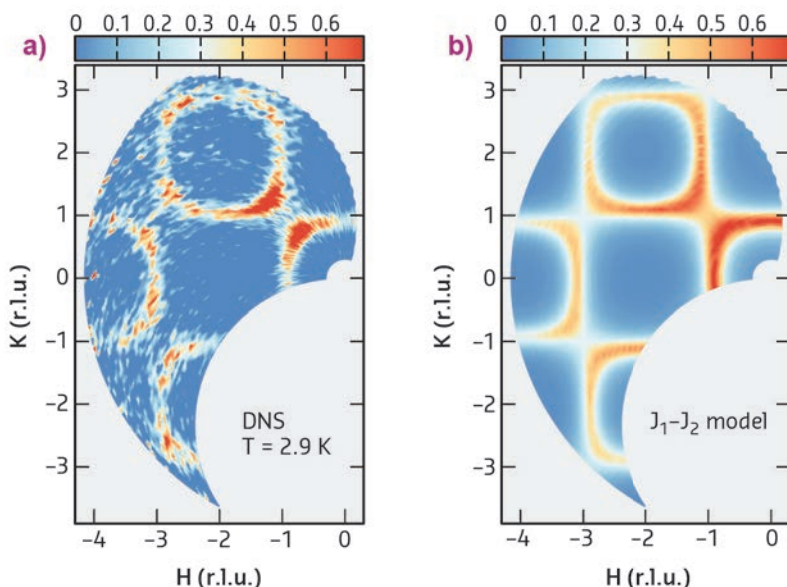 a)
0 0.1 0.2 0.3 0.4 0.5 0.6
K (r.l.u.)
3
2
1
0
−1
−2
−3
DNS
T = 2.9 K
−4 −3 −2 −1 0
H (r.l.u.)
b)
0 0.1 0.2 0.3 0.4 0.5 0.6
K (r.l.u.)
3
2
1
0
−1
−2
−3
J₁–J₂ model
−4 −3 −2 −1 0
H (r.l.u.)